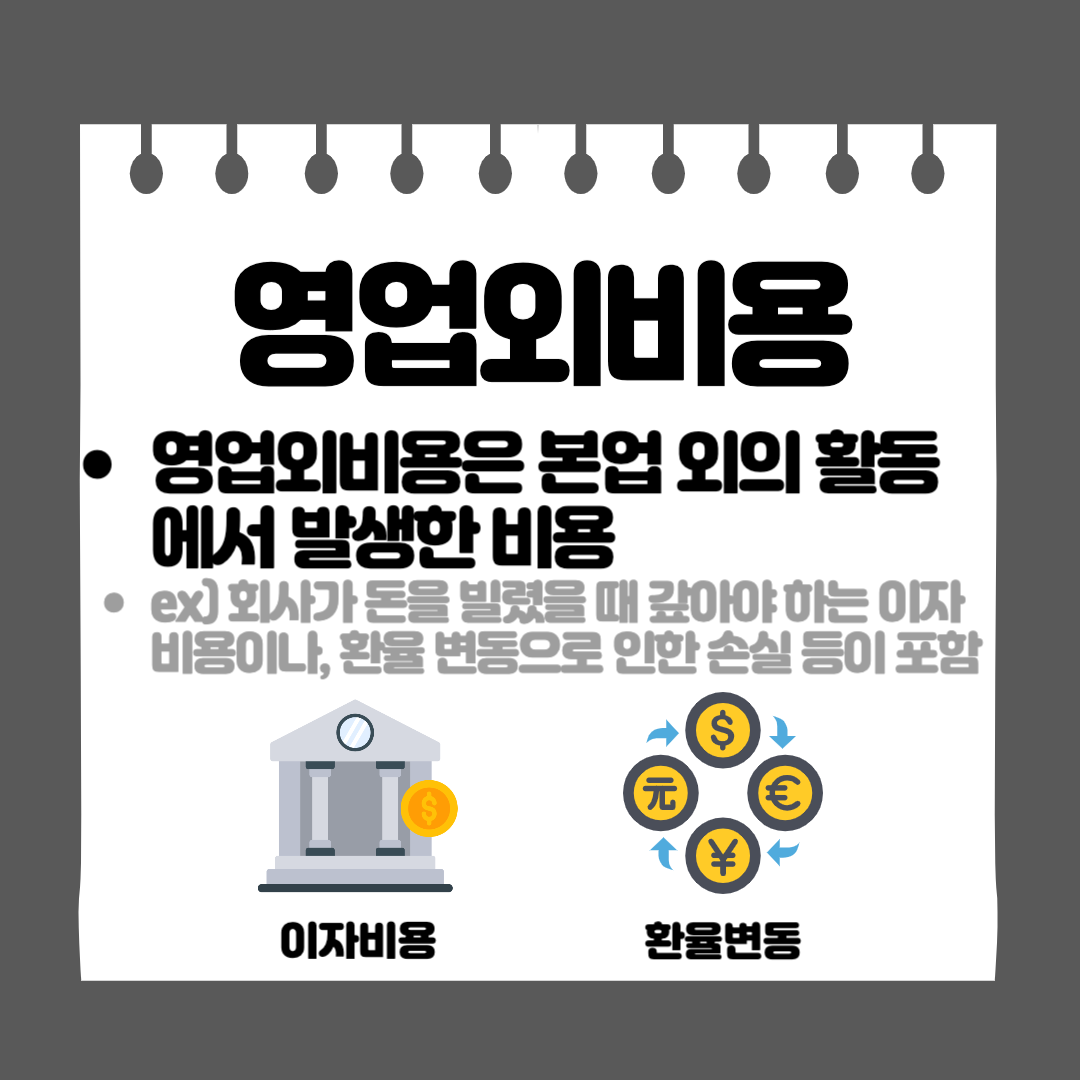 영업외비용
• 영업외비용은 본업 외의 활동
에서 발생한 비용
• ex) 회사가 돈을 빌렸을 때 갚아야 하는 이자
비용이나, 환율 변동으로 인한 손실 등이 포함
$
元 €
$
¥
이자비용 환율변동